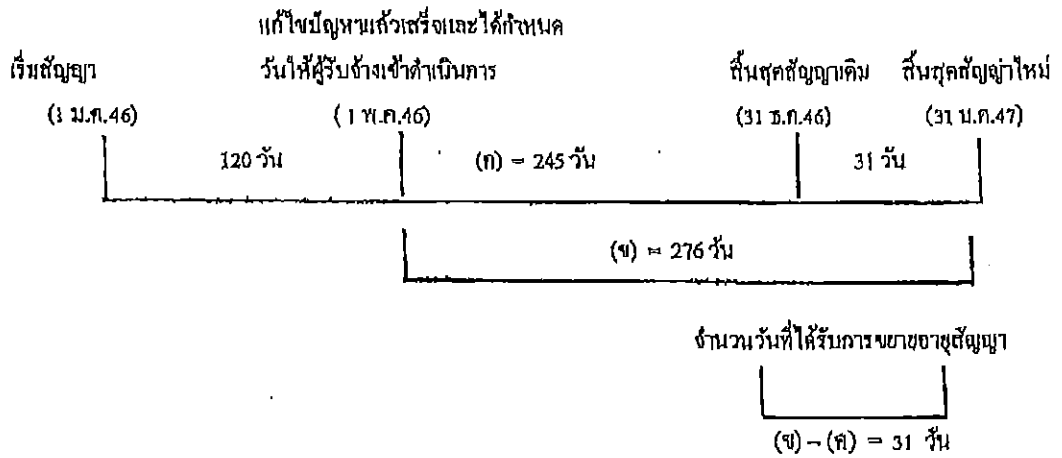 แก้ไขปัญหาแล้วเสร็จและได้กำหนด
เริ่มสัญญา วันให้ผู้รับจ้างเข้าดำเนินการ สิ้นสุดสัญญาเดิม สิ้นสุดสัญญาใหม่
(1 ม.ค.46) (1 พ.ค.46) (31 ธ.ค.46) (31 ม.ค.47)
120 วัน (ก) = 245 วัน 31 วัน
(ข) = 276 วัน
จำนวนวันที่ได้รับการขยายอายุสัญญา
(ข) – (ก) = 31 วัน